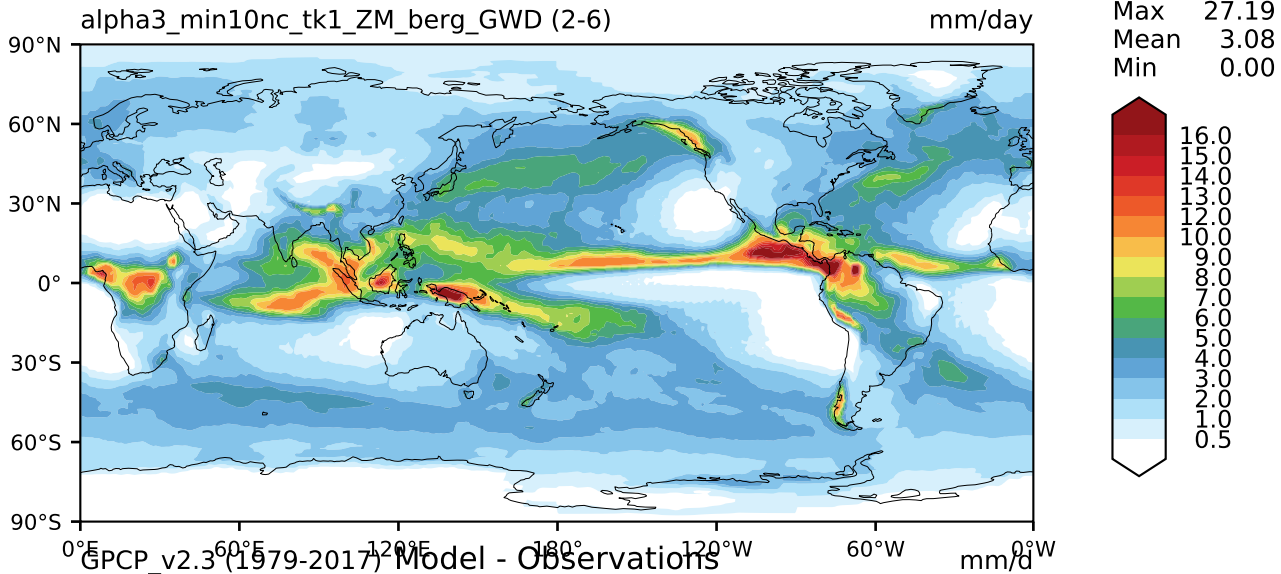 alpha3_min10nc_tk1_ZM_berg_GWD (2-6) mm/day
Max 27.19
Mean 3.08
Min 0.00
90°N
60°N
30°N
0°
30°S
60°S
90°S
16.0
15.0
14.0
13.0
12.0
10.0
9.0
8.0
7.0
6.0
5.0
4.0
3.0
2.0
1.0
0.5
0°E 60°E 120°E 180° 120°W 60°W 0°W
GPCP_v2.3 (1979-2017) Model - Observations mm/d